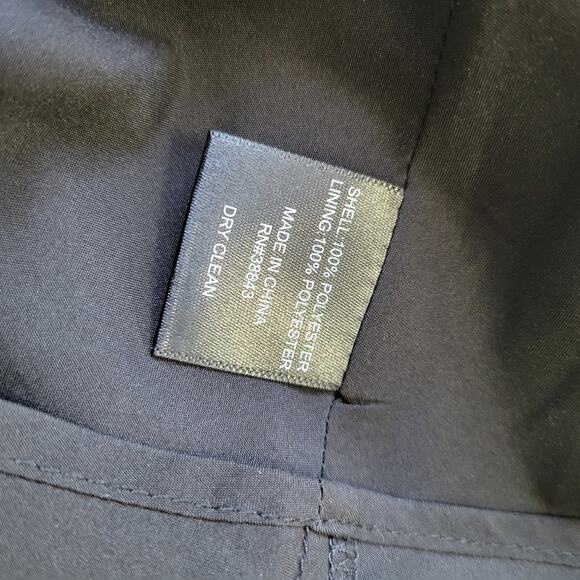 SHELL 100% POLYESTER
LINING 100% POLYESTER
MADE IN CHINA
RN#38843
DRY CLEAN